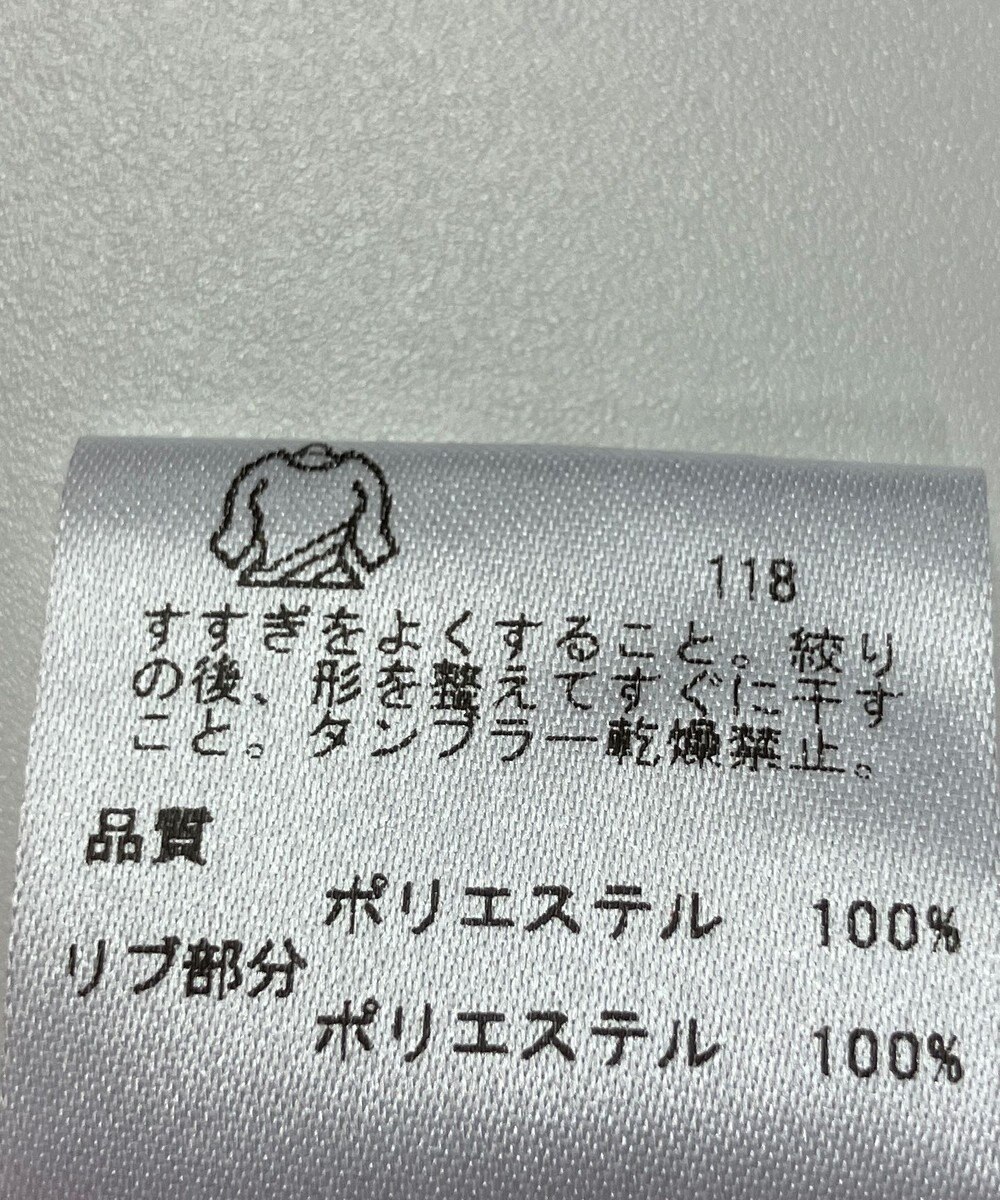 118
すすぎをよくすること。絞り
の後、形を整えてすぐに干す
こと。タンブラー乾燥禁止。
品質
ポリエステル 100%
リブ部分
ポリエステル 100%